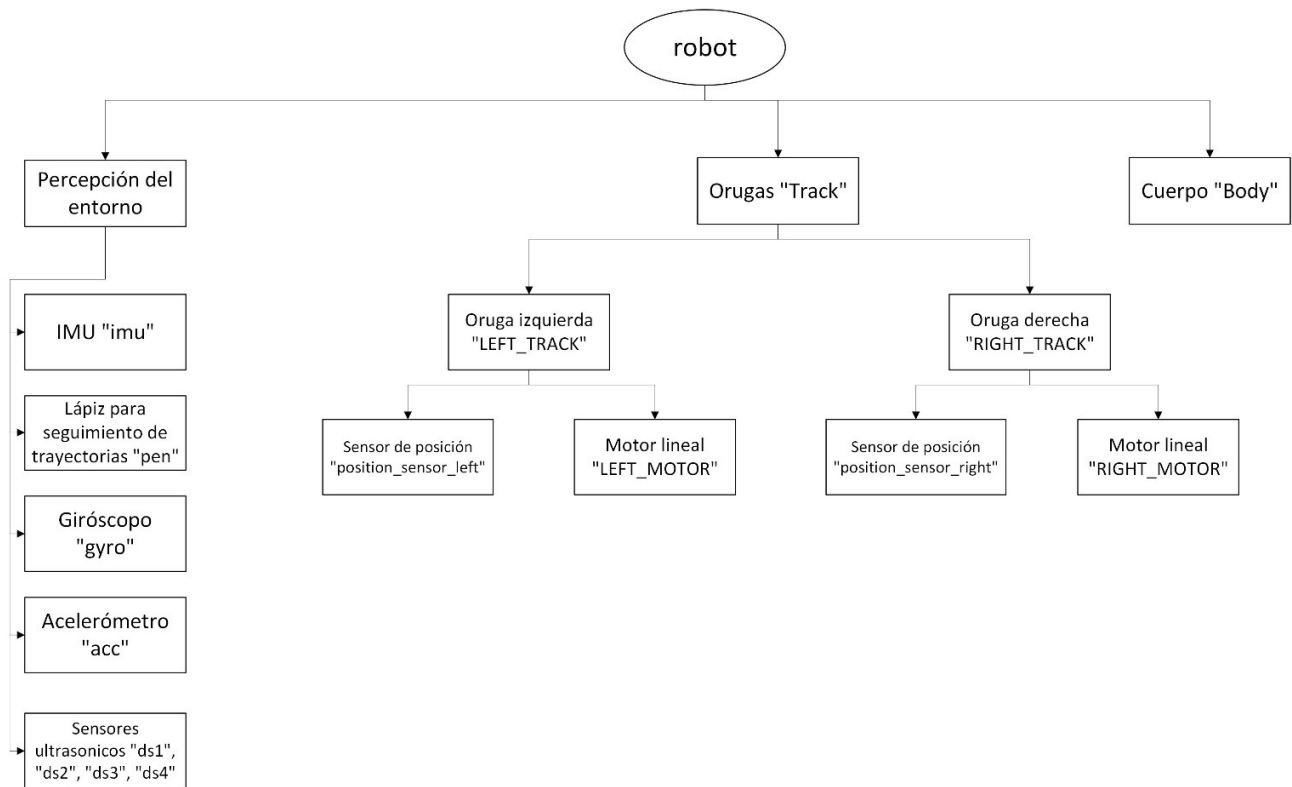 robot
Percepción del
entorno
Orugas "Track"
Cuerpo "Body"
IMU "imu"
Lápiz para
seguimiento de
trayectorias "pen"
Giróscopo
"gyro"
Acelerómetro
"acc"
Sensores
ultrasonicos "ds1",
"ds2", "ds3", "ds4"
Oruga izquierda
"LEFT_TRACK"
Oruga derecha
"RIGHT_TRACK"
Sensor de posición
"position_sensor_left"
Motor lineal
"LEFT_MOTOR"
Sensor de posición
"position_sensor_right"
Motor lineal
"RIGHT_MOTOR"